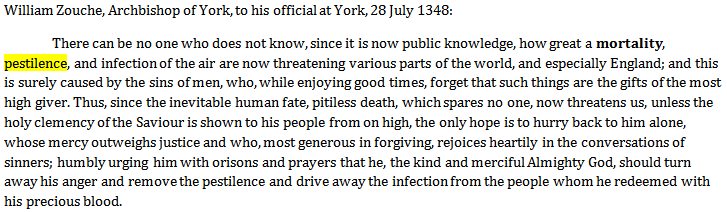 William Zouche, Archbishop of York, to his official at York, 28 July 1348:
There can be no one who does not know, since it is now public knowledge, how great a mortality,
pestilence, and infection of the air are now threatening various parts of the world, and especially England; and this
is surely caused by the sins of men, who, while enjoying good times, forget that such things are the gifts of the most
high giver. Thus, since the inevitable human fate, pitiless death, which spares no one, now threatens us, unless the
holy clemency of the Saviour is shown to his people from on high, the only hope is to hurry back to him alone,
whose mercy outweighs justice and who, most generous in forgiving, rejoices heartily in the conversations of
sinners; humbly urging him with orisons and prayers that he, the kind and merciful Almighty God, should turn
away his anger and remove the pestilence and drive away the infection from the people whom he redeemed with
his precious blood.